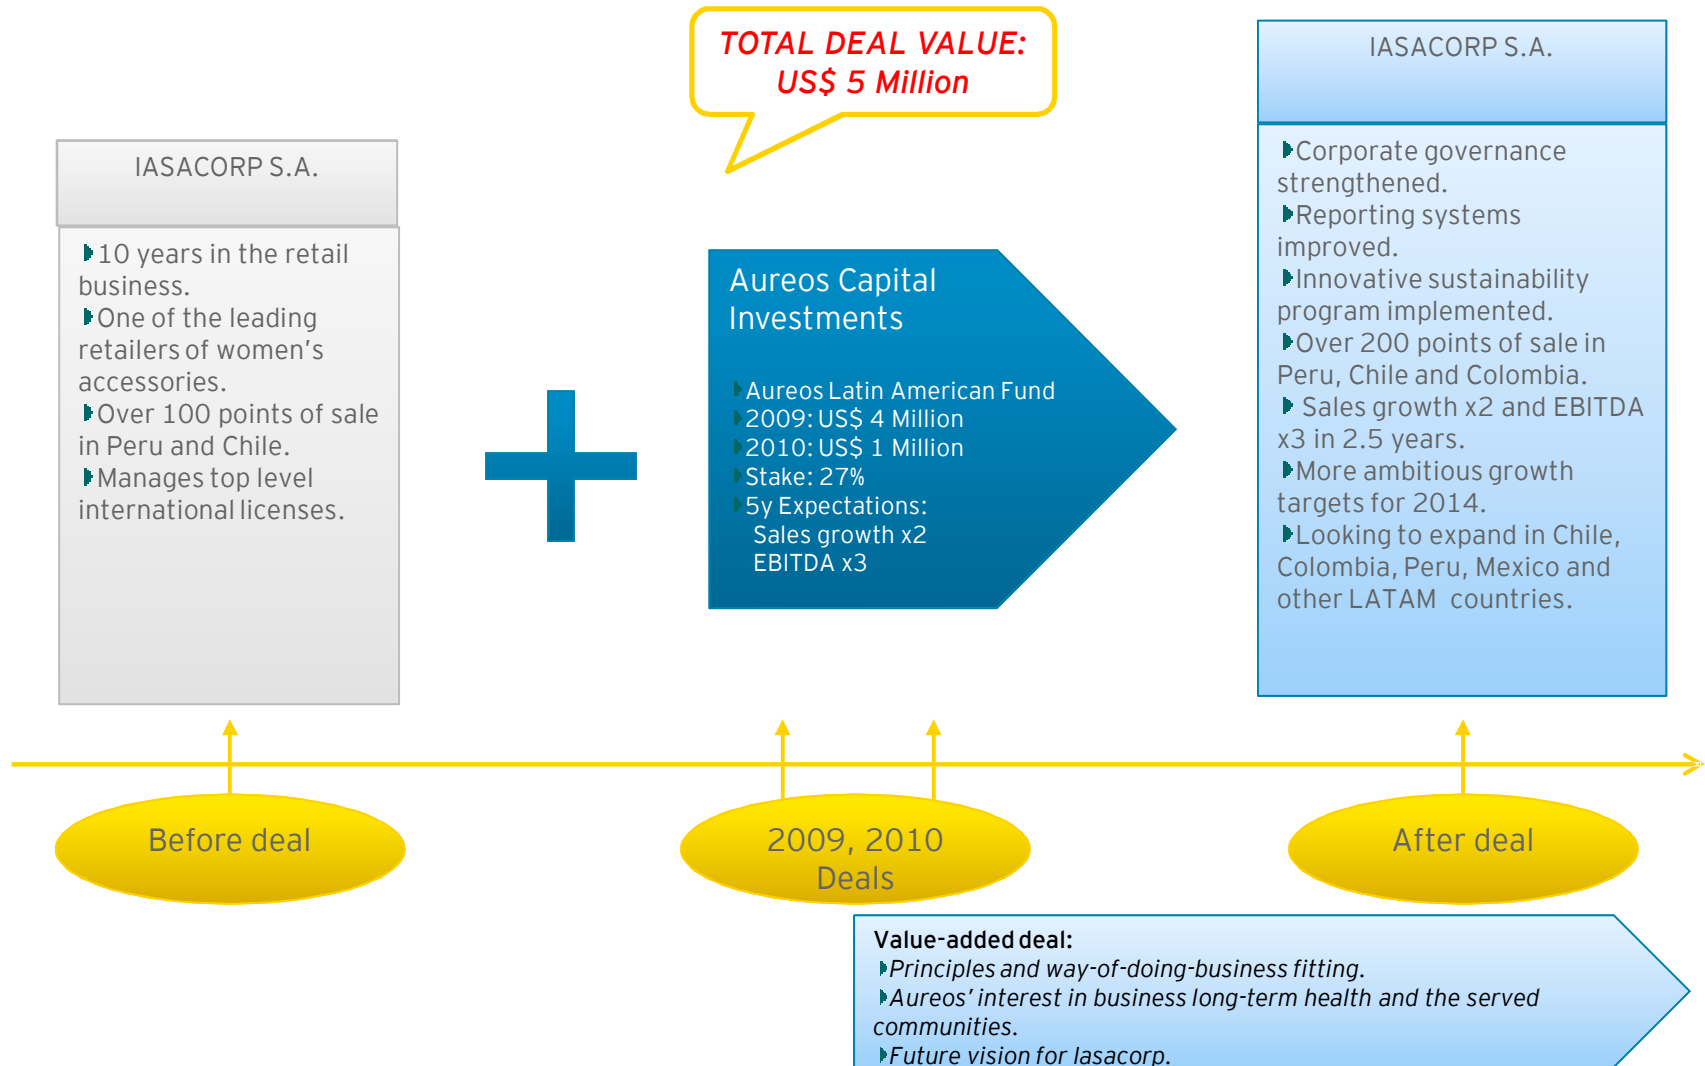 TOTAL DEAL VALUE:
US$ 5 Million
IASACORP S.A.
10 years in the retail
business.
One of the leading
retailers of women's
accessories.
Over 100 points of sale
in Peru and Chile.
Manages top level
international licenses.
Aureos Capital
Investments
Aureos Latin American Fund
2009: US$ 4 Million
2010: US$ 1 Million
Stake: 27%
5y Expectations:
Sales growth x2
EBITDA x3
IASACORP S.A.
Corporate governance
strengthened.
Reporting systems
improved.
Innovative sustainability
program implemented.
Over 200 points of sale in
Peru, Chile and Colombia.
Sales growth x2 and EBITDA
x3 in 2.5 years.
More ambitious growth
targets for 2014.
Looking to expand in Chile,
Colombia, Peru, Mexico and
other LATAM countries.
Before deal
2009, 2010
Deals
After deal
Value-added deal:
Principles and way-of-doing-business fitting.
Aureos' interest in business long-term health and the served
communities.
Future vision for Iasacorp.